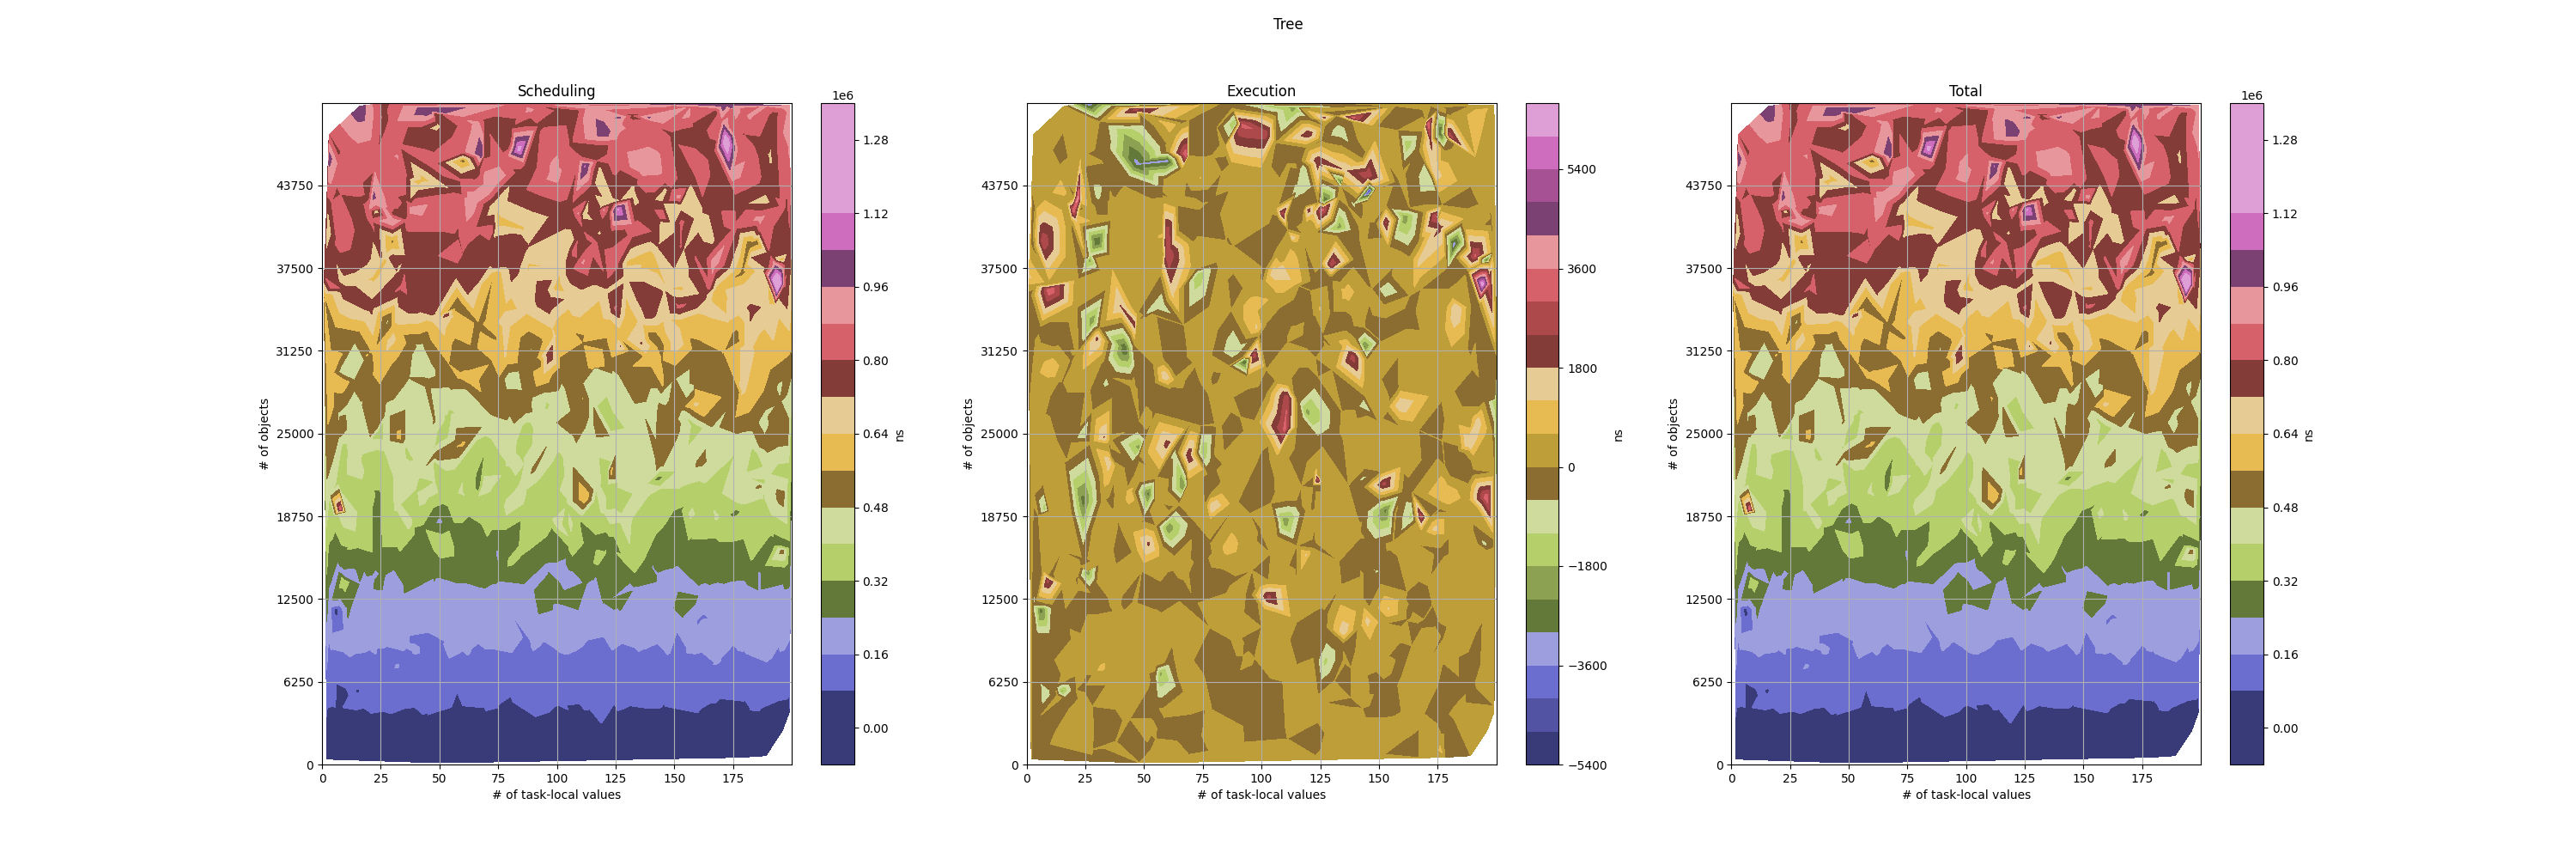 Tree
Scheduling
1e6
43750
37500
31250
25000
18750
12500
6250
0
# of objects
0 25 50 75 100 125 150 175
# of task-local values
1.28
1.12
0.96
0.80
0.64
0.48
0.32
0.16
0.00
ns
Execution
43750
37500
31250
25000
18750
12500
6250
0
# of objects
0 25 50 75 100 125 150 175
# of task-local values
5400
3600
1800
0
−1800
−3600
−5400
ns
Total
1e6
43750
37500
31250
25000
18750
12500
6250
0
# of objects
0 25 50 75 100 125 150 175
# of task-local values
1.28
1.12
0.96
0.80
0.64
0.48
0.32
0.16
0.00
ns